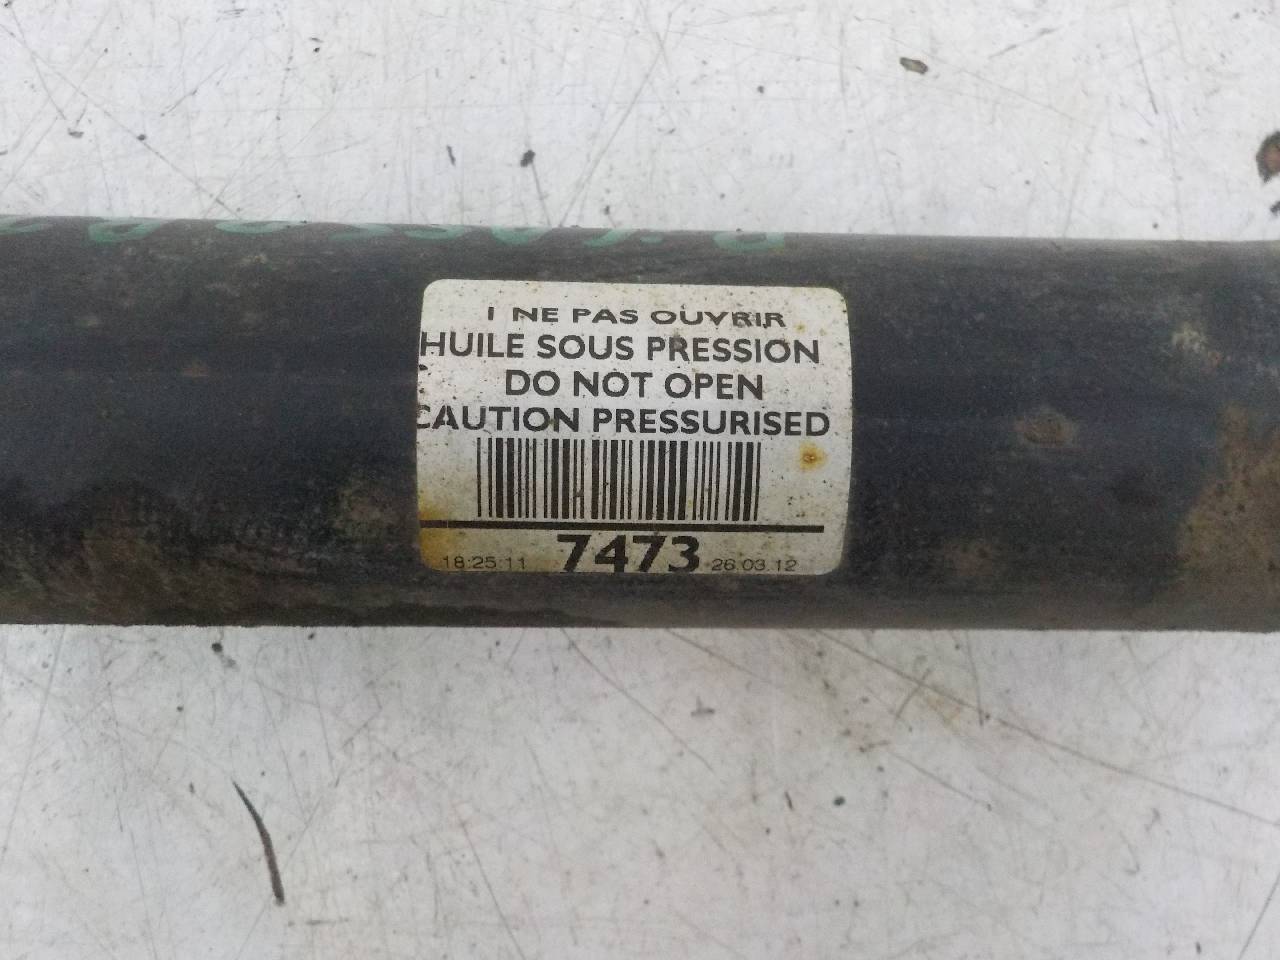 I NE PAS OUVRIR
HUILE SOUS PRESSION
DO NOT OPEN
CAUTION PRESSURISED
7473
18:25:11 26.03.12